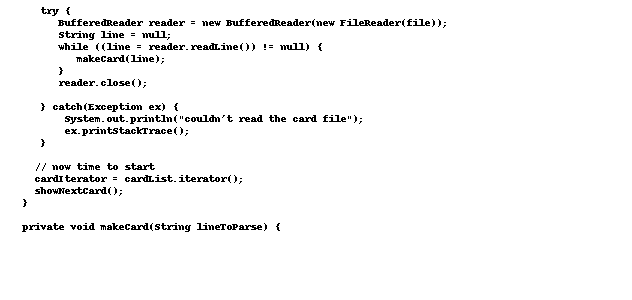 try {
BufferedReader reader = new BufferedReader(new FileReader(file));
String line = null;
while ((line = reader.readLine()) != null) {
makeCard(line);
}
reader.close();
} catch(Exception ex) {
System.out.println("couldn't read the card file");
ex.printStackTrace();
}
// now time to start
cardIterator = cardList.iterator();
showNextCard();
}
private void makeCard(String lineToParse) {